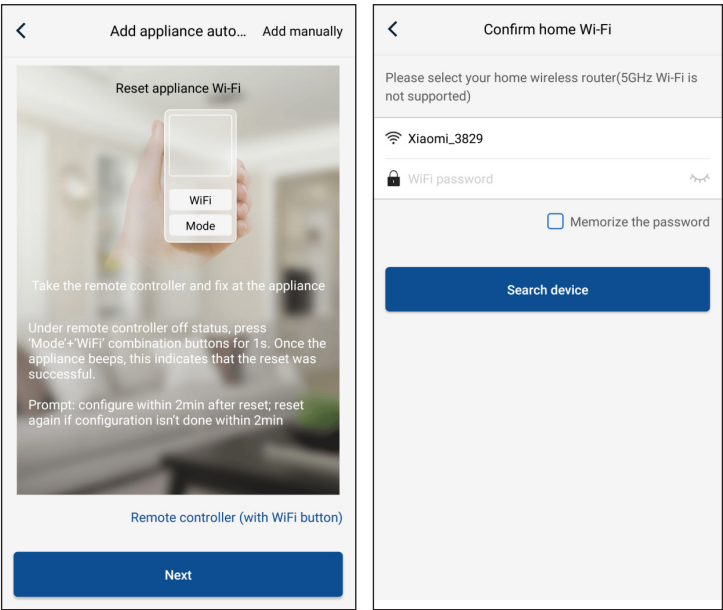 Add appliance auto... Add manually
Reset appliance Wi-Fi
WiFi
Mode
Take the remote controller and fix at the appliance
Under remote controller off status, press
'Mode'+'WiFi' combination buttons for 1s. Once the
appliance beeps, this indicates that the reset was
successful.
Prompt: configure within 2min after reset; reset
again if configuration isn't done within 2min
Remote controller (with WiFi button)
Next
Confirm home Wi-Fi
Please select your home wireless router(5GHz Wi-Fi is
not supported)
Xiaomi_3829
WiFi password
Memorize the password
Search device